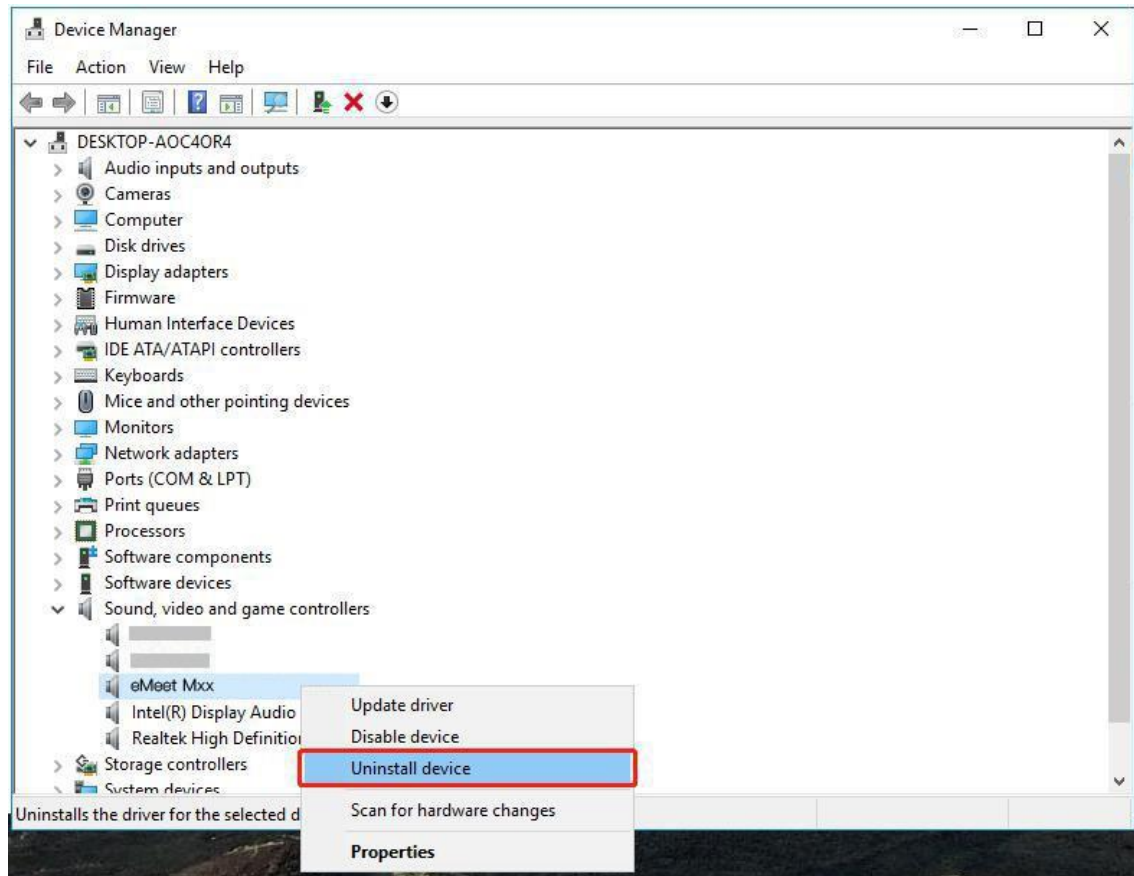 Device Manager
File Action View Help
DESKTOP-AOC4OR4
Audio inputs and outputs
Cameras
Computer
Disk drives
Display adapters
Firmware
Human Interface Devices
IDE ATA/ATAPI controllers
Keyboards
Mice and other pointing devices
Monitors
Network adapters
Ports (COM & LPT)
Print queues
Processors
Software components
Software devices
Sound, video and game controllers
eMeet Mxx
Intel(R) Display Audio
Realtek High Definition
Storage controllers
System devices
Uninstalls the driver for the selected d
Update driver
Disable device
Uninstall device
Scan for hardware changes
Properties